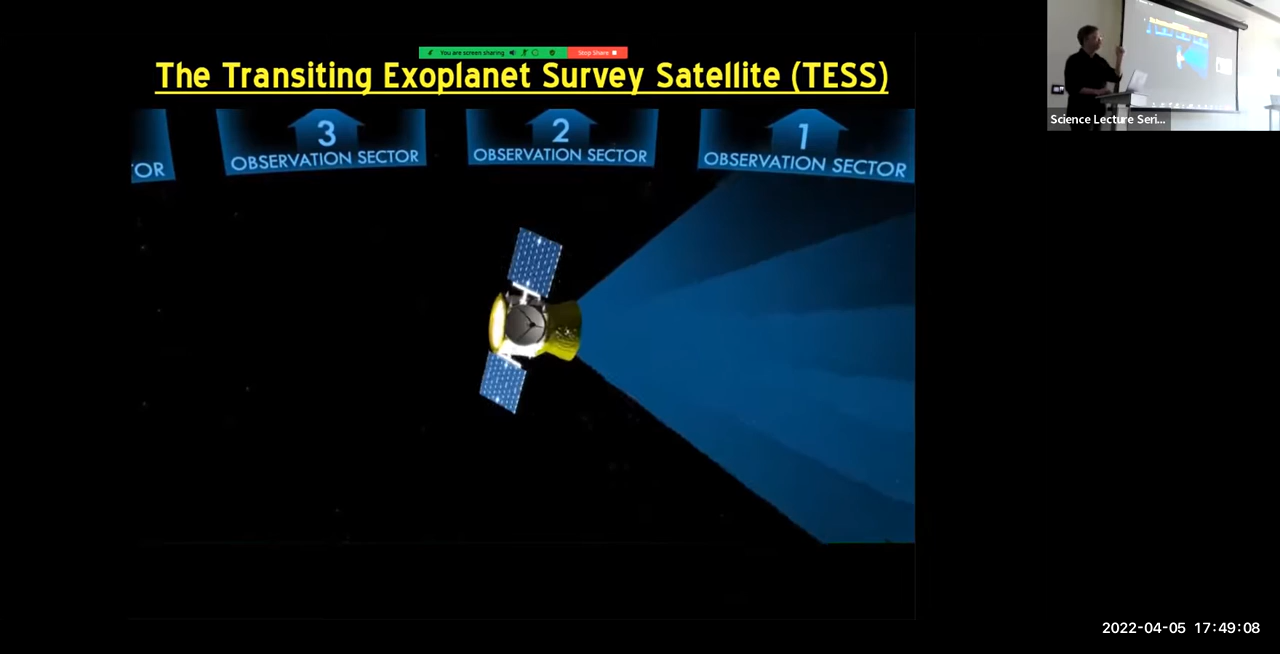 You are screen sharing
Stop Share
The Transiting Exoplanet Survey Satellite (TESS)
OR
3
OBSERVATION SECTOR
2
OBSERVATION SECTOR
1
OBSERVATION SECTOR
Science Lecture Seri...
2022-04-05 17:49:08